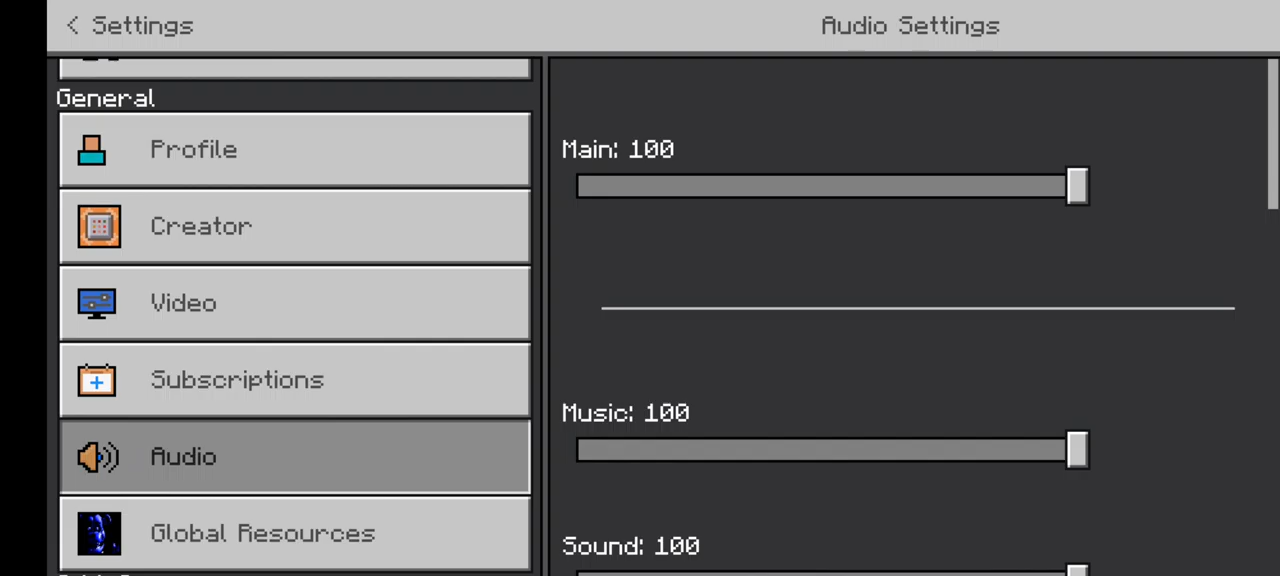 < Settings
Audio Settings
General
Profile
Creator
Video
Subscriptions
Audio
Global Resources
Main: 100
Music: 100
Sound: 100